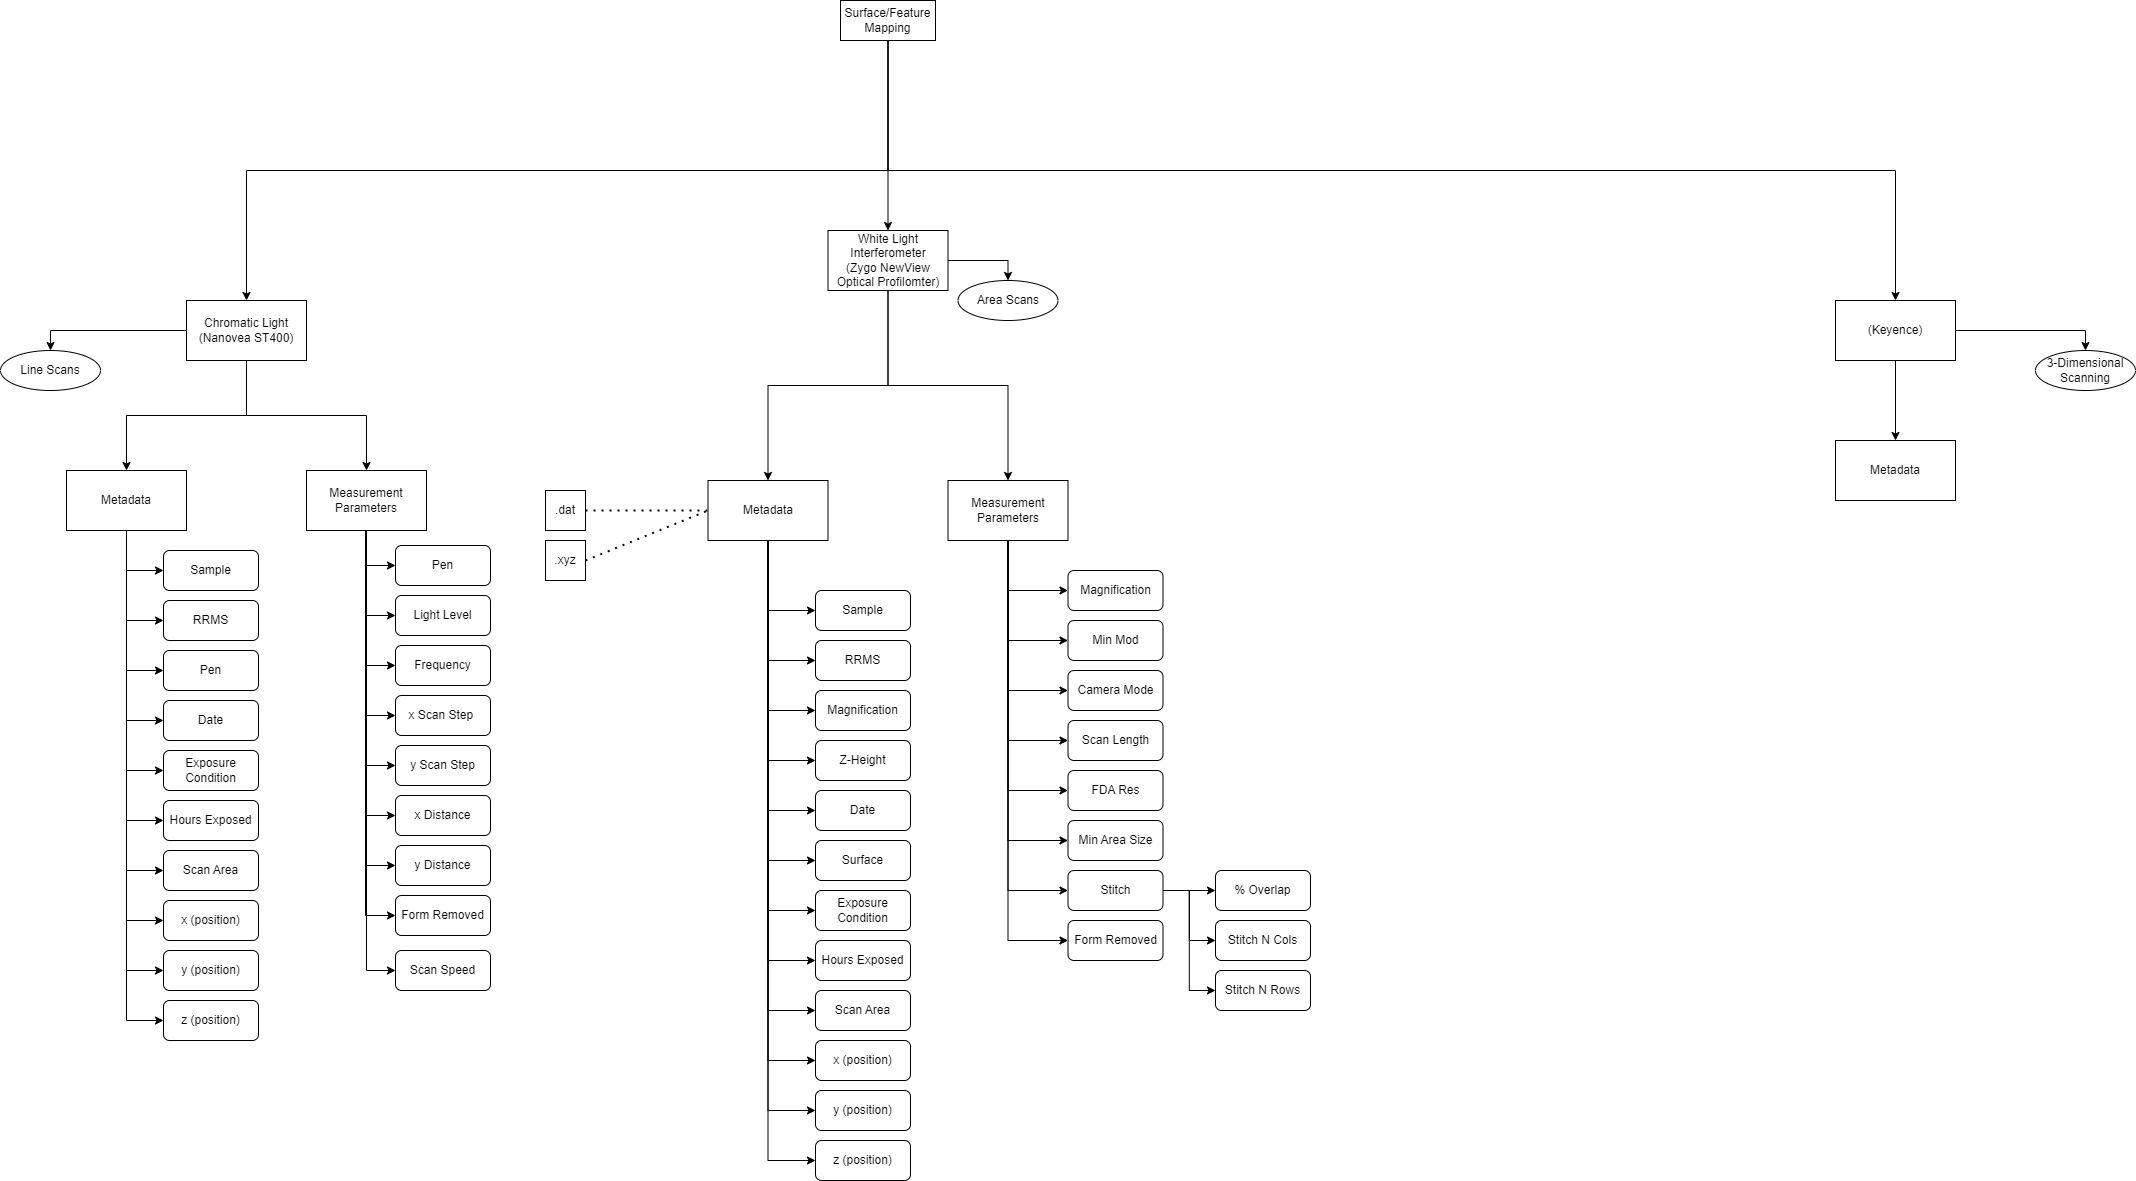 Surface/Feature
Mapping
White Light
Interferometer
(Zygo NewView
Optical Profilomter)
Area Scans
Chromatic Light
(Nanovea ST400)
Line Scans
(Keyence)
3-Dimensional
Scanning
Metadata
Measurement
Parameters
Sample
RRMS
Pen
Date
Exposure
Condition
Hours Exposed
Scan Area
x (position)
y (position)
z (position)
Pen
Light Level
Frequency
x Scan Step
y Scan Step
x Distance
y Distance
Form Removed
Scan Speed
.dat
.xyz
Metadata
Measurement
Parameters
Sample
RRMS
Magnification
Z-Height
Date
Surface
Exposure
Condition
Hours Exposed
Scan Area
x (position)
y (position)
z (position)
Magnification
Min Mod
Camera Mode
Scan Length
FDA Res
Min Area Size
Stitch
Form Removed
% Overlap
Stitch N Cols
Stitch N Rows
Metadata